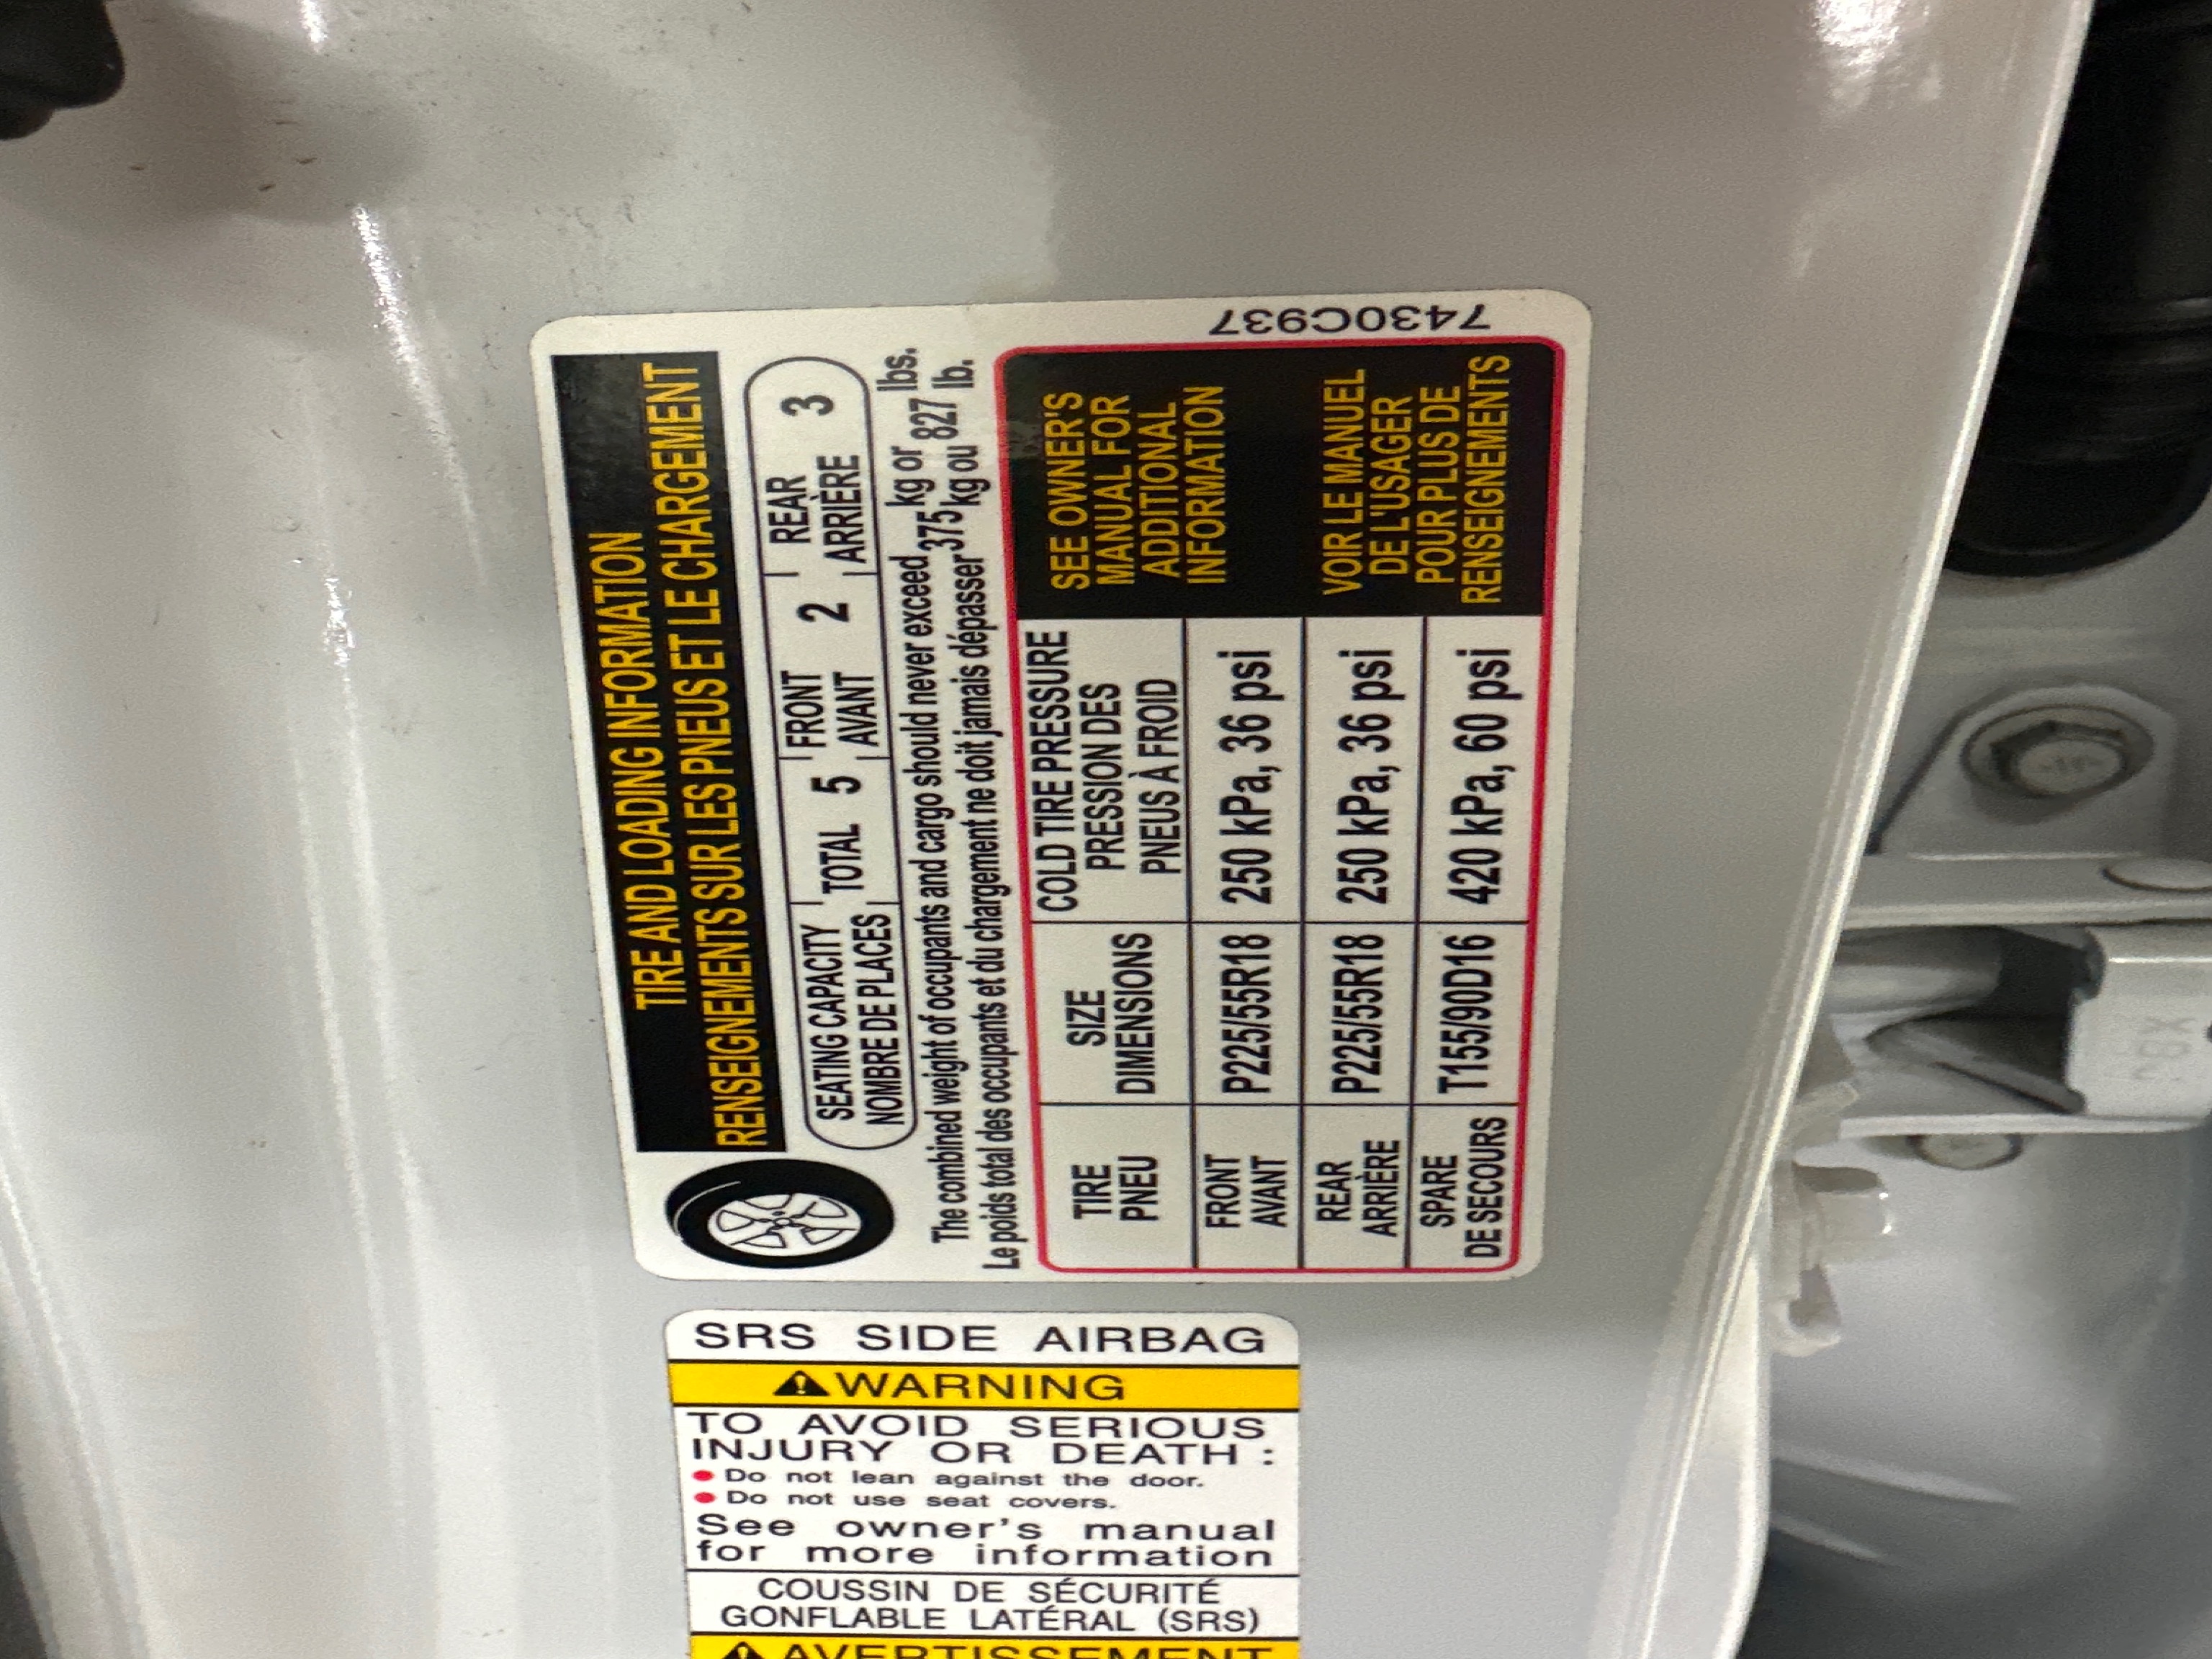 TIRE AND LOADING INFORMATION
RENSEIGNEMENTS SUR LES PNEUS ET LE CHARGEMENT
SEATING CAPACITY
NOMBRE DE PLACES
TOTAL 5
FRONT
AVANT
2
REAR
ARRIÈRE
3
The combined weight of occupants and cargo should never exceed 375 kg or 827 lbs.
Le poids total des occupants et du chargement ne doit jamais dépasser 375 kg ou 827 lb.
TIRE
PNEU
SIZE
DIMENSIONS
COLD TIRE PRESSURE
PRESSION DES
PNEUS À FROID
FRONT
AVANT
P225/55R18
250 kPa, 36 psi
REAR
ARRIÈRE
P225/55R18
250 kPa, 36 psi
SPARE
DE SECOURS
T155/90D16
420 kPa, 60 psi
SEE OWNER'S
MANUAL FOR
ADDITIONAL
INFORMATION
VOIR LE MANUEL
DE L'USAGER
POUR PLUS DE
RENSEIGNEMENTS
7430C937
SRS SIDE AIRBAG
WARNING
TO AVOID SERIOUS
INJURY OR DEATH :
● Do not lean against the door.
● Do not use seat covers.
See owner's manual
for more information
COUSSIN DE SÉCURITÉ
GONFLABLE LATÉRAL (SRS)
AVERTISSEMENT